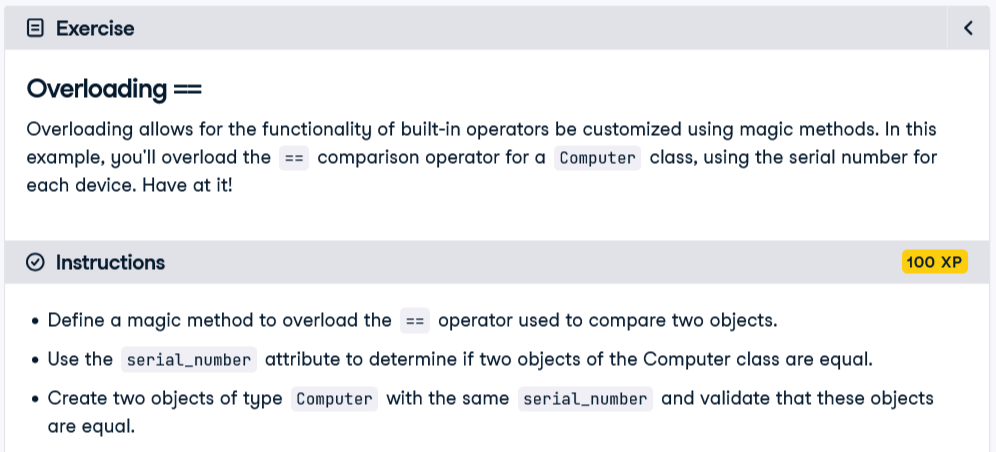 Exercise
Overloading ==
Overloading allows for the functionality of built-in operators be customized using magic methods. In this
example, you'll overload the == comparison operator for a Computer class, using the serial number for
each device. Have at it!
Instructions
100 XP
• Define a magic method to overload the == operator used to compare two objects.
• Use the serial_number attribute to determine if two objects of the Computer class are equal.
• Create two objects of type Computer with the same serial_number and validate that these objects
are equal.